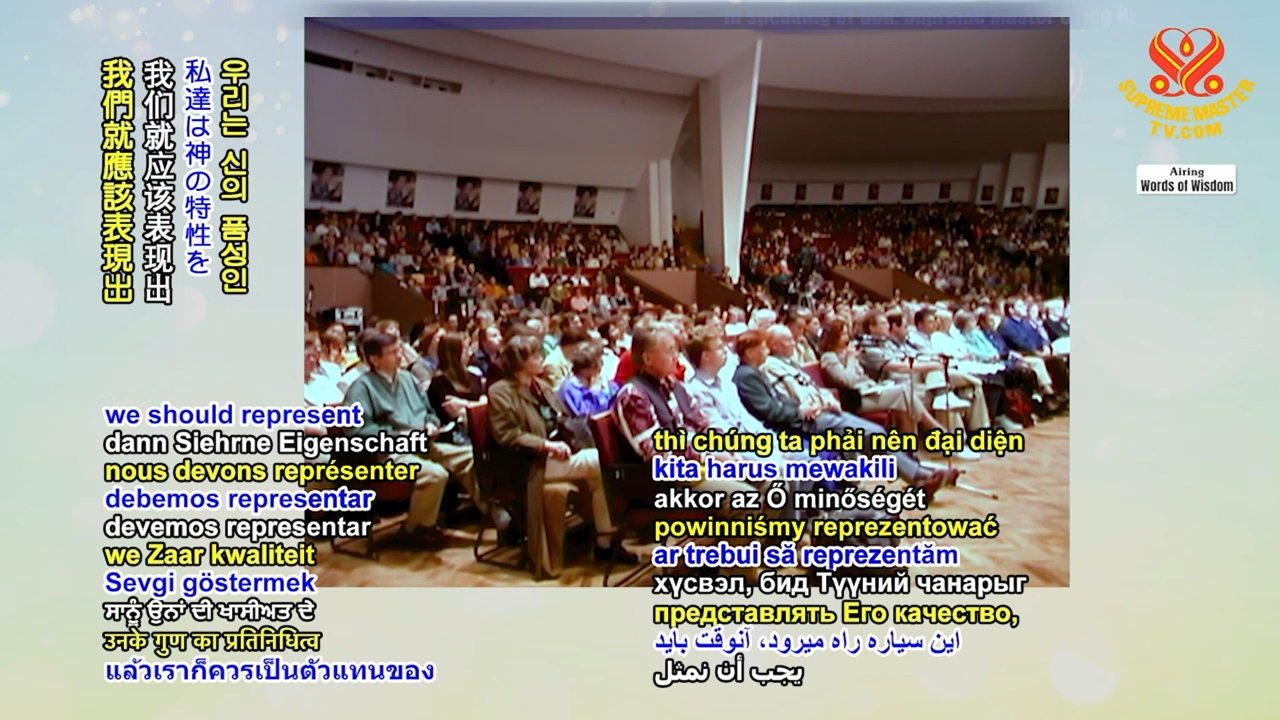 SUPREME MASTER
TV.COM
Airing
Words of Wisdom
我們就應該表現出
我们就应该表现出
私達は神の特性を
우리는 신의 품성인
we should represent
dann Siehrne Eigenschaft
nous devons représenter
debemos representar
devemos representar
we Zaar kwaliteit
Sevgi göstermek
ਸਾਨੂੰ ਉਨਾਂ ਦੀ ਖਾਸੀਅਤ ਦੇ
उनके गुण का प्रतिनिधित्व
แล้วเราก็ควรเป็นตัวแทนของ
thì chúng ta phải nên đại diện
kita harus mewakili
akkor az Ő minőségét
powinniśmy reprezentować
ar trebui să reprezentăm
хүсвэл, бид Түүний чанарыг
представлять Его качество,
این سیاره راه میرود، آنوقت باید
يجب أن نمثل